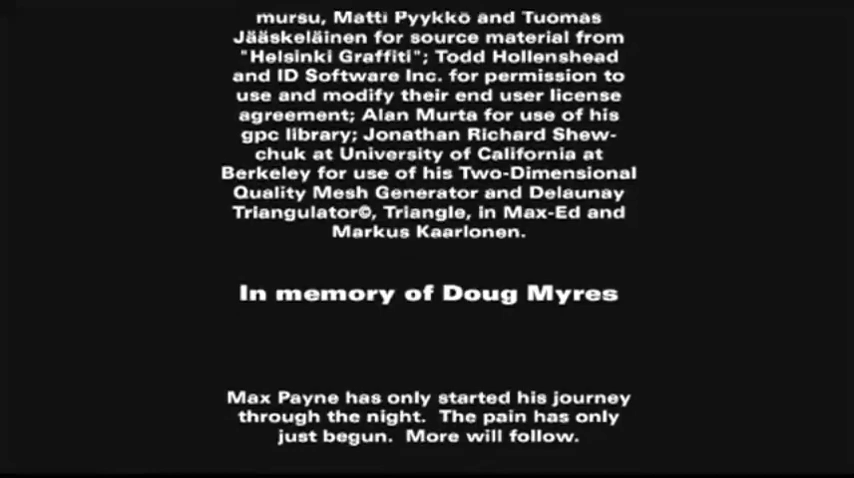 mursu, Matti Pyykkö and Tuomas
Jääskeläinen for source material from
"Helsinki Graffiti"; Todd Hollenshead
and ID Software Inc. for permission to
use and modify their end user license
agreement; Alan Murta for use of his
gpc library; Jonathan Richard Shew-
chuk at University of California at
Berkeley for use of his Two-Dimensional
Quality Mesh Generator and Delaunay
Triangulator©, Triangle, in Max-Ed and
Markus Kaarlonen.
In memory of Doug Myres
Max Payne has only started his journey
through the night. The pain has only
just begun. More will follow.